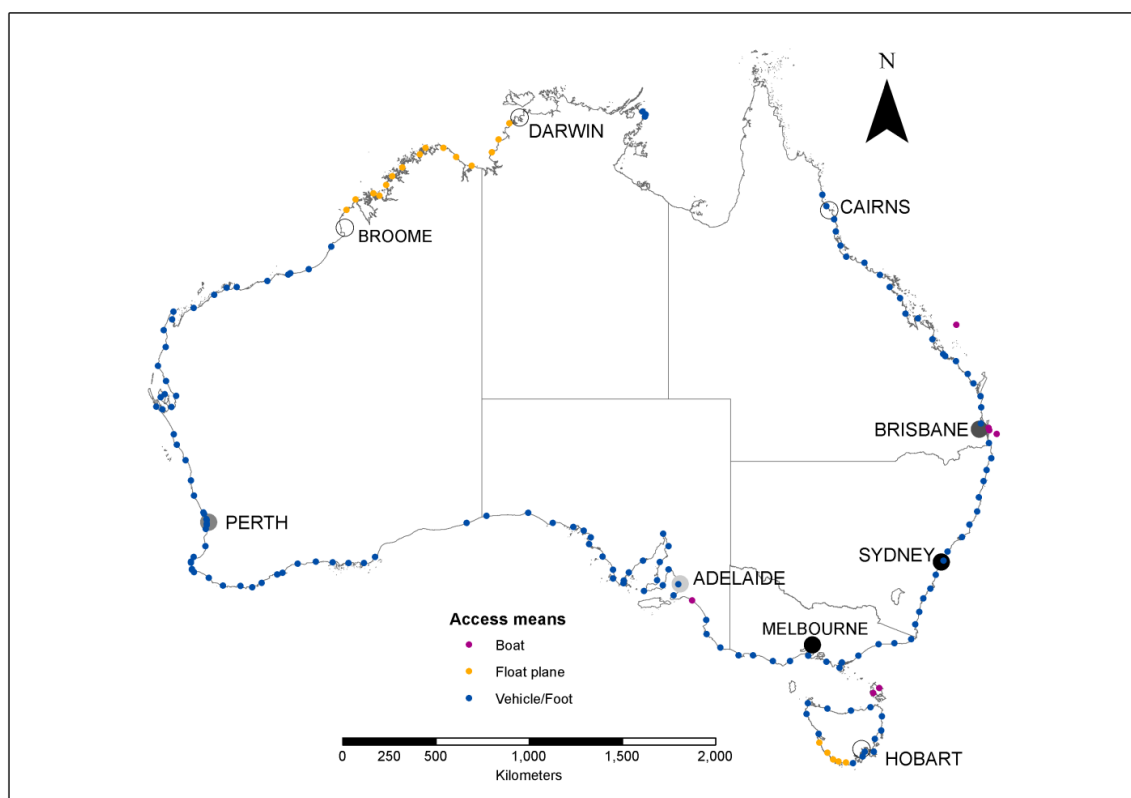 N
DARWIN
CAIRNS
BROOME
BRISBANE
PERTH
SYDNEY
ADELAIDE
MELBOURNE
Access means
Boat
Float plane
Vehicle/Foot
HOBART
0 250 500 1,000 1,500 2,000
Kilometers